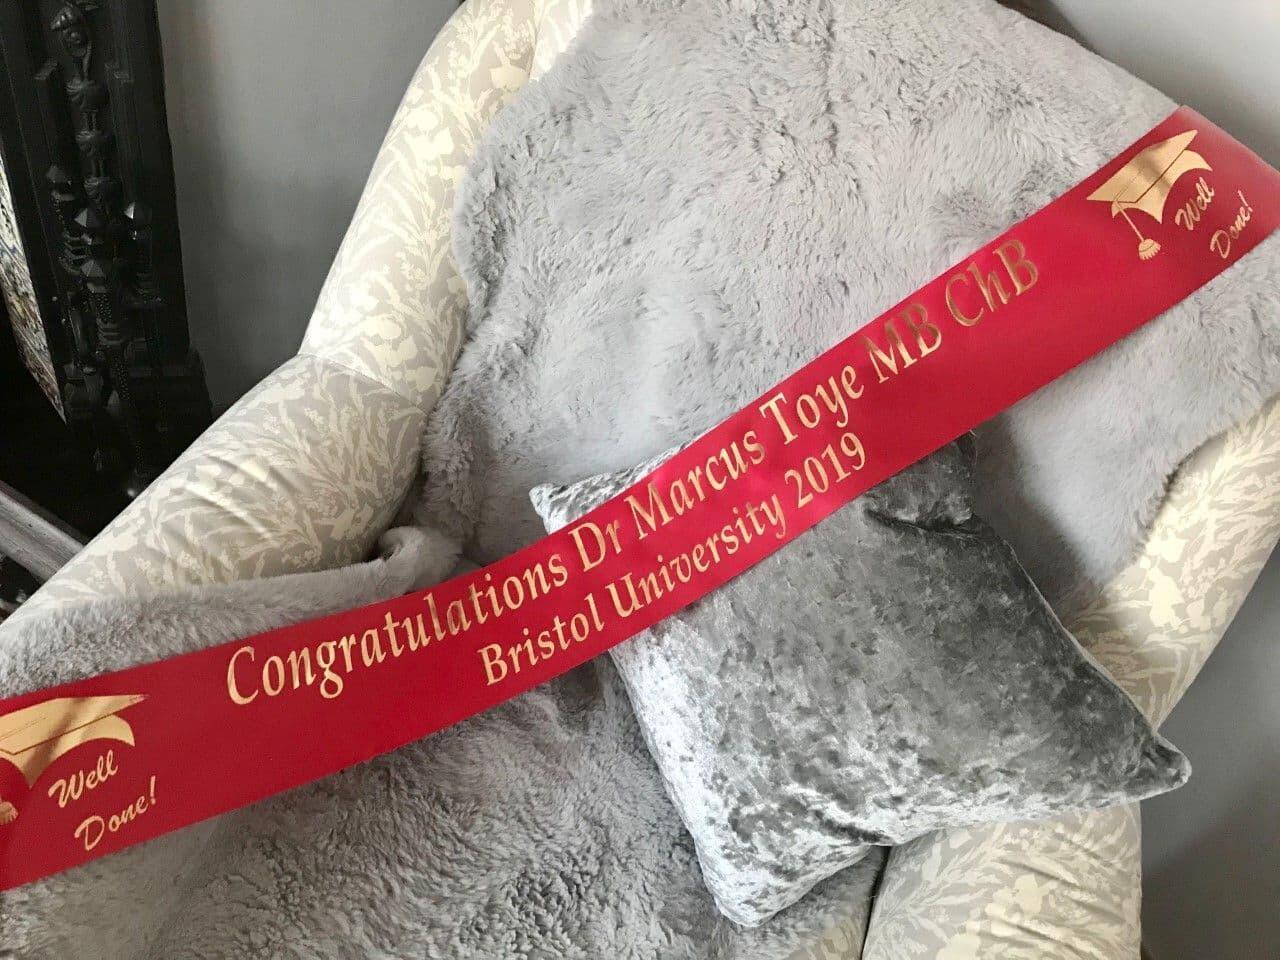 Congratulations Dr Marcus Toye MB ChB
Bristol University 2019
Well
Done!
Well
Done!